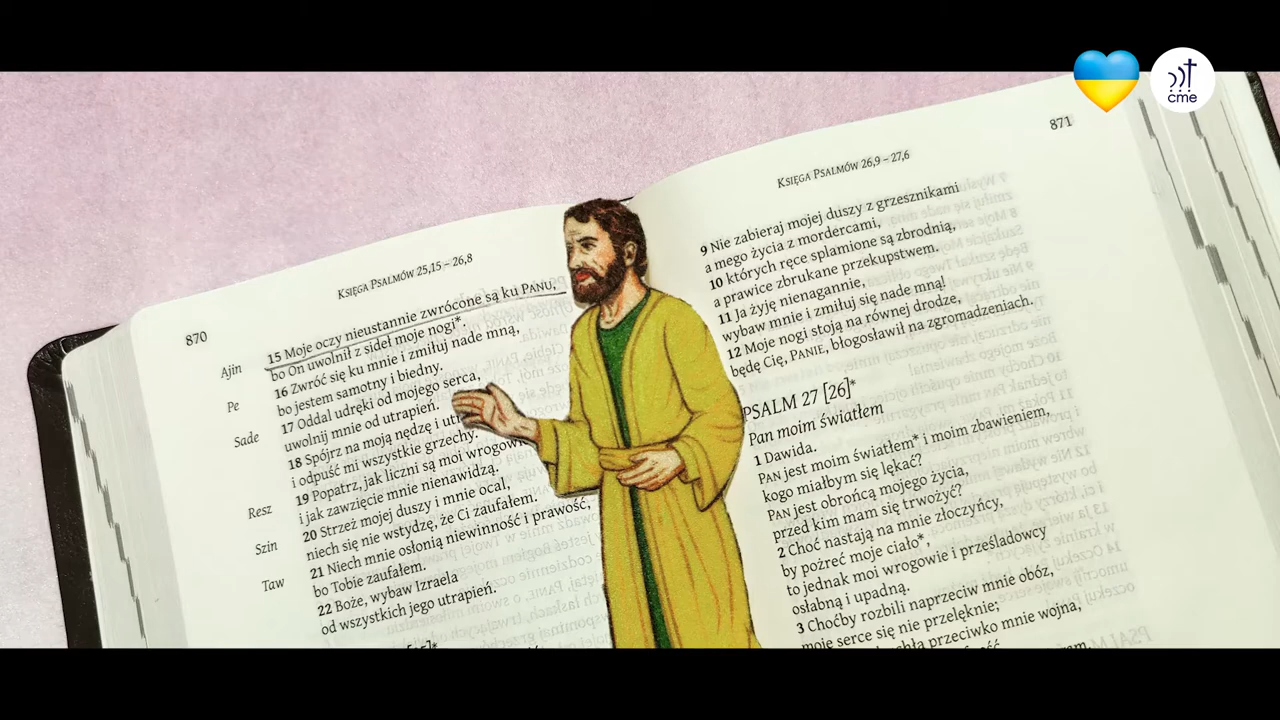 cme
871
KSIĘGA PSALMÓW 26,9 – 27,6
KSIĘGA PSALMÓW 25,15 – 26,8
870
Ajin
15 Moje oczy nieustannie zwrócone są ku PANU,
bo On uwolnił z sideł moje nogi*.
Pe
16 Zwróć się ku mnie i zmiłuj nade mną,
bo jestem samotny i biedny.
Sade
17 Oddal udręki od mojego serca,
uwolnij mnie od utrapień.
18 Spójrz na moją nędzę i
i odpuść mi wszystkie grzechy.
Resz
19 Popatrz, jak liczni są moi wrogowie
i jak zawzięcie mnie nienawidzą.
Szin
20 Strzeż mojej duszy i mnie ocal,
niech się nie wstydzę, że Ci zaufałem.
Taw
21 Niech mnie osłonią niewinność i prawość,
bo Tobie zaufałem.
22 Boże, wybaw Izraela
od wszystkich jego utrapień.
9 Nie zabieraj mojej duszy z grzesznikami
a mego życia z mordercami,
10 których ręce splamione są zbrodnią,
a prawice zbrukane przekupstwem.
11 Ja żyję nienagannie,
wybaw mnie i zmiłuj się nade mną!
12 Moje nogi stoją na równej drodze,
będę Cię, PANIE, błogosławił na zgromadzeniach.
PSALM 27 [26]*
Pan moim światłem
1 Dawida.
PAN jest moim światłem* i moim zbawieniem,
kogo miałbym się lękać?
PAN jest obrońcą mojego życia,
przed kim mam się trwożyć?
2 Choć nastają na mnie złoczyńcy,
by pożreć moje ciało*,
to jednak moi wrogowie i prześladowcy
osłabną i upadną.
3 Choćby rozbili naprzeciw mnie obóz,
moje serce się nie przelęknie;
przeciwko mnie wojna,